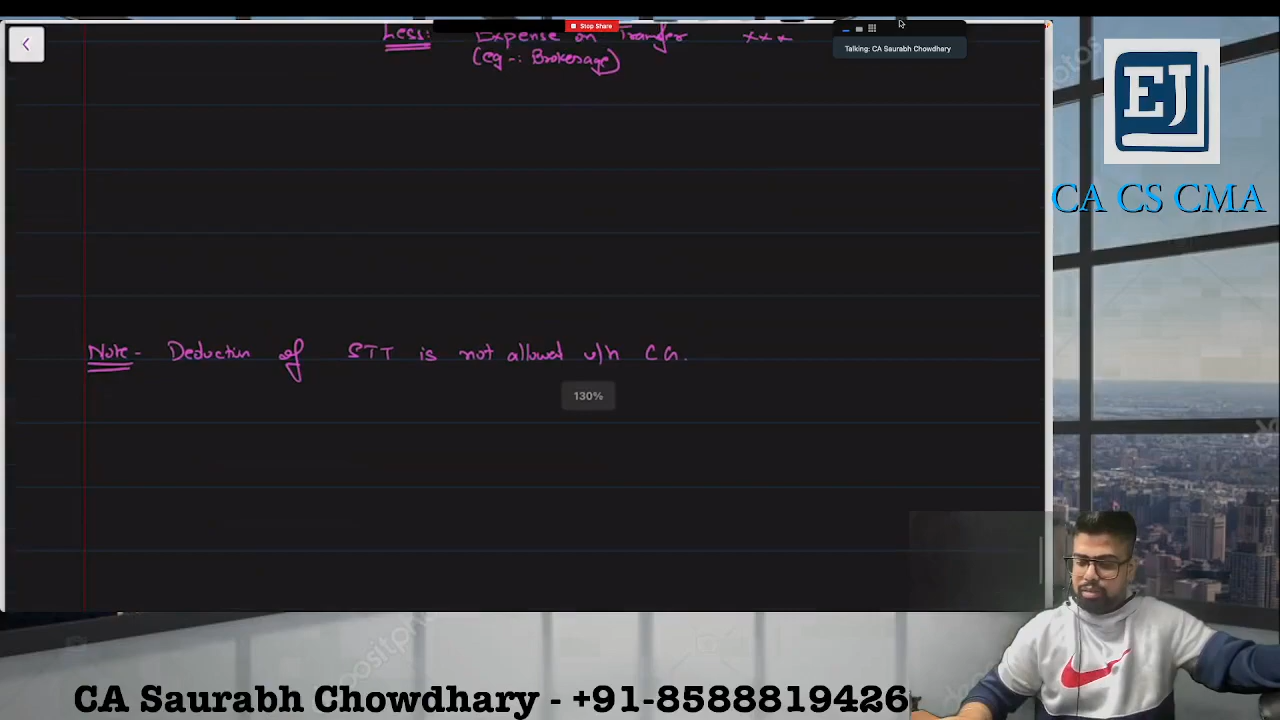 Stop Share
Less: Expense on Transfer xxx
(eg -: Brokerage)
Talking: CA Saurabh Chowdhary
EJ
CA CS CMA
Note - Deduction of STT is not allowed u/h CG.
130%
CA Saurabh Chowdhary - +91-8588819426